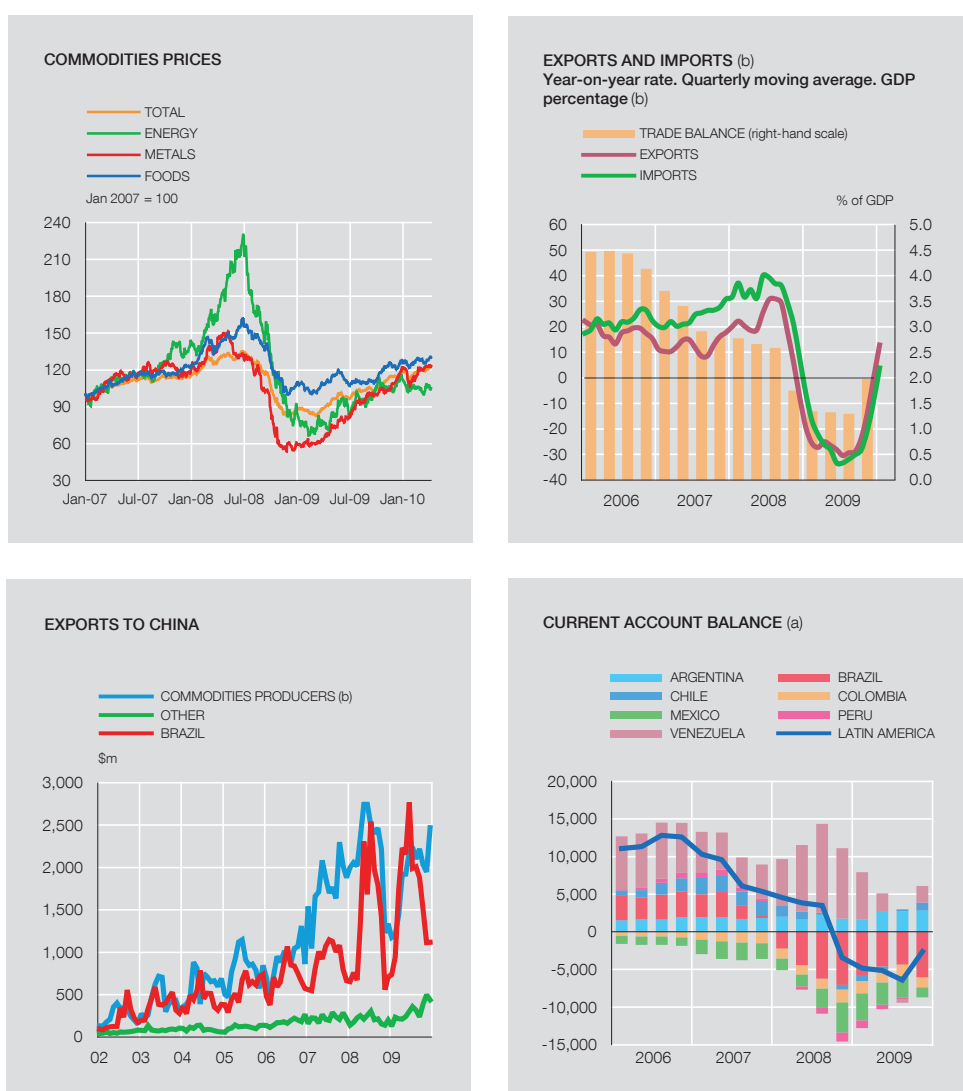 COMMODITIES PRICES
TOTAL
ENERGY
METALS
FOODS
Jan 2007 = 100
240
210
180
150
120
90
60
30
Jan-07 Jul-07 Jan-08 Jul-08 Jan-09 Jul-09 Jan-10
EXPORTS AND IMPORTS (b)
Year-on-year rate. Quarterly moving average. GDP
percentage (b)
TRADE BALANCE (right-hand scale)
EXPORTS
IMPORTS
% of GDP
60 5.0
50 4.5
40 4.0
30 3.5
20 3.0
10 2.5
0 2.0
-10 1.5
-20 1.0
-30 0.5
-40 0.0
2006 2007 2008 2009
EXPORTS TO CHINA
COMMODITIES PRODUCERS (b)
OTHER
BRAZIL
$m
3,000
2,500
2,000
1,500
1,000
500
0
02 03 04 05 06 07 08 09
CURRENT ACCOUNT BALANCE (a)
ARGENTINA BRAZIL
CHILE COLOMBIA
MEXICO PERU
VENEZUELA LATIN AMERICA
20,000
15,000
10,000
5,000
0
-5,000
-10,000
-15,000
2006 2007 2008 2009